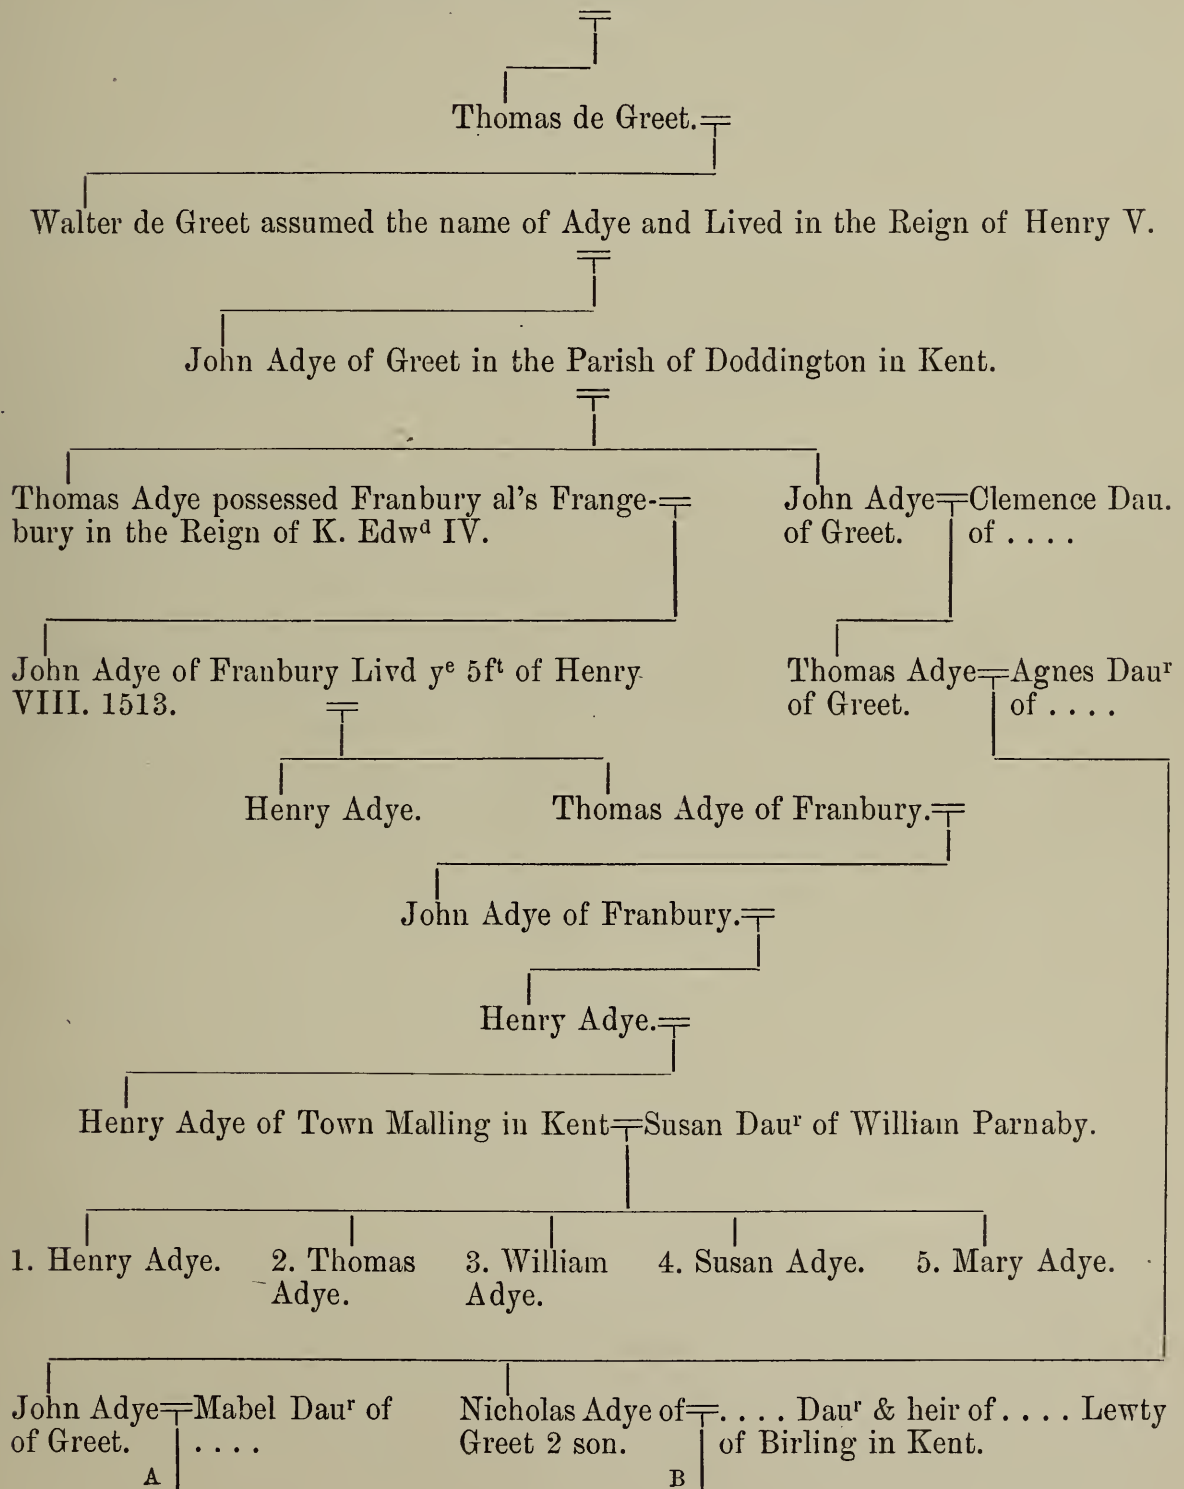 Thomas de Greet.
Walter de Greet assumed the name of Adye and Lived in the Reign of Henry V.
John Adye of Greet in the Parish of Doddington in Kent.
Thomas Adye possessed Franbury al's Frange-
bury in the Reign of K. Edwᵈ IV.
John Adye
of Greet.
Clemence Dau.
of . . . .
John Adye of Franbury Livd yᵉ 5fᵗ of Henry
VIII. 1513.
Thomas Adye
of Greet.
Agnes Dauʳ
of . . . .
Henry Adye.
Thomas Adye of Franbury.
John Adye of Franbury.
Henry Adye.
Henry Adye of Town Malling in Kent
Susan Dauʳ of William Parnaby.
1. Henry Adye.
2. Thomas
Adye.
3. William
Adye.
4. Susan Adye.
5. Mary Adye.
John Adye
of Greet.
Mabel Dauʳ of
. . . .
Nicholas Adye of
Greet 2 son.
. . . . Dauʳ & heir of . . . . Lewty
of Birling in Kent.
A
B